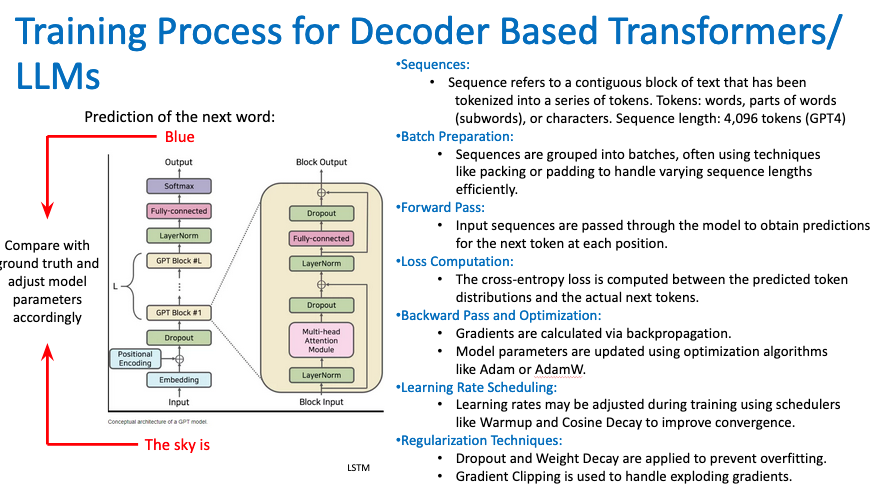 Training Process for Decoder Based Transformers/
LLMs
Prediction of the next word:
Blue
Compare with
ground truth and
adjust model
parameters
accordingly
The sky is
Output
Softmax
Fully-connected
LayerNorm
GPT Block #L
L
GPT Block #1
Dropout
Positional
Encoding
Embedding
Input
Block Output
Dropout
Fully-connected
LayerNorm
Dropout
Multi-head
Attention
Module
LayerNorm
Block Input
Conceptual architecture of a GPT model.
LSTM
•Sequences:
• Sequence refers to a contiguous block of text that has been
tokenized into a series of tokens. Tokens: words, parts of words
(subwords), or characters. Sequence length: 4,096 tokens (GPT4)
•Batch Preparation:
• Sequences are grouped into batches, often using techniques
like packing or padding to handle varying sequence lengths
efficiently.
•Forward Pass:
• Input sequences are passed through the model to obtain predictions
for the next token at each position.
•Loss Computation:
• The cross-entropy loss is computed between the predicted token
distributions and the actual next tokens.
•Backward Pass and Optimization:
• Gradients are calculated via backpropagation.
• Model parameters are updated using optimization algorithms
like Adam or AdamW.
•Learning Rate Scheduling:
• Learning rates may be adjusted during training using schedulers
like Warmup and Cosine Decay to improve convergence.
•Regularization Techniques:
• Dropout and Weight Decay are applied to prevent overfitting.
• Gradient Clipping is used to handle exploding gradients.